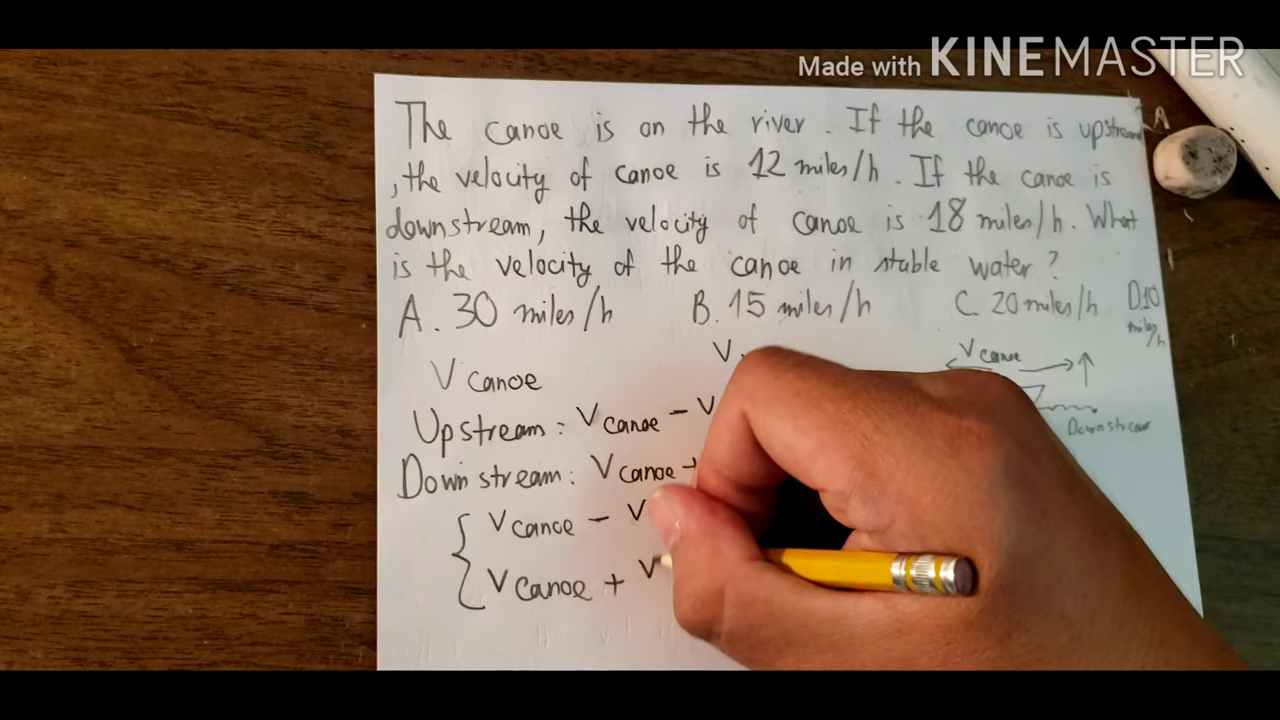 Made with KINEMASTER
The canoe is on the river. If the canoe is upstream
, the velocity of canoe is 12 miles/h. If the canoe is
downstream, the velocity of canoe is 18 miles/h. What
is the velocity of the canoe in stable water?
A. 30 miles/h B. 15 miles/h C. 20 miles/h D. 10
miles/h
V canoe V
V canoe
Upstream: V canoe - V
Downstream: V canoe +
Downstream
V canoe - V
V canoe + V